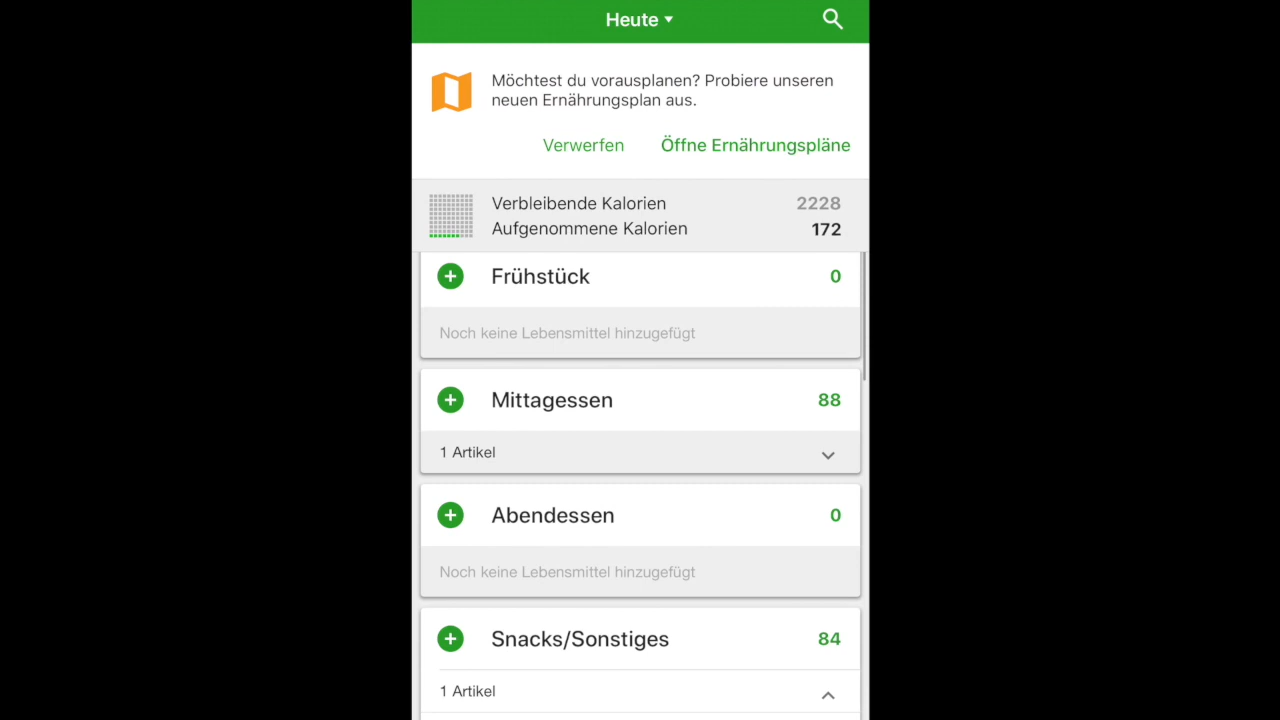 Heute
Möchtest du vorausplanen? Probiere unseren
neuen Ernährungsplan aus.
Verwerfen Öffne Ernährungspläne
Verbleibende Kalorien 2228
Aufgenommene Kalorien 172
Frühstück 0
Noch keine Lebensmittel hinzugefügt
Mittagessen 88
1 Artikel
Abendessen 0
Noch keine Lebensmittel hinzugefügt
Snacks/Sonstiges 84
1 Artikel